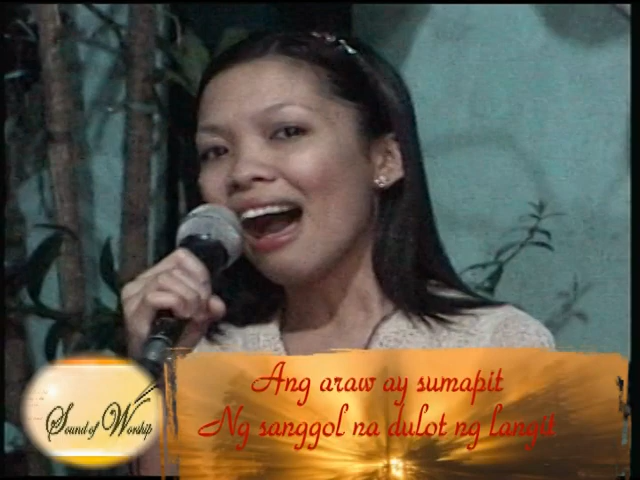 Ang araw ay sumapit
Ng sanggol na dulot ng langit
Sound of Worship